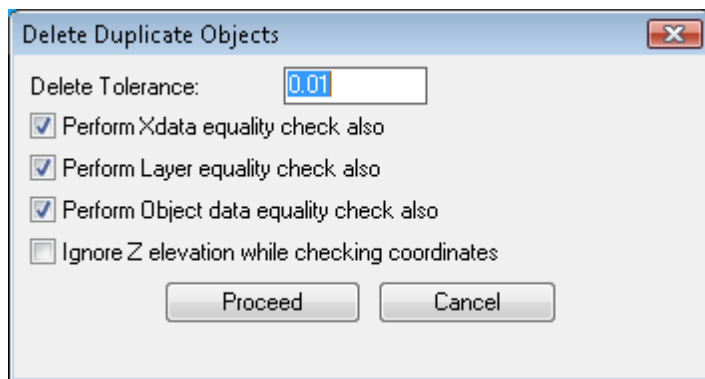 Delete Duplicate Objects
Delete Tolerance: 0.01
Perform Xdata equality check also
Perform Layer equality check also
Perform Object data equality check also
Ignore Z elevation while checking coordinates
Proceed Cancel